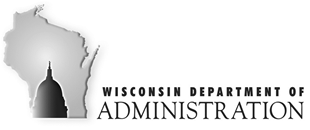 WISCONSIN DEPARTMENT OF
ADMINISTRATION